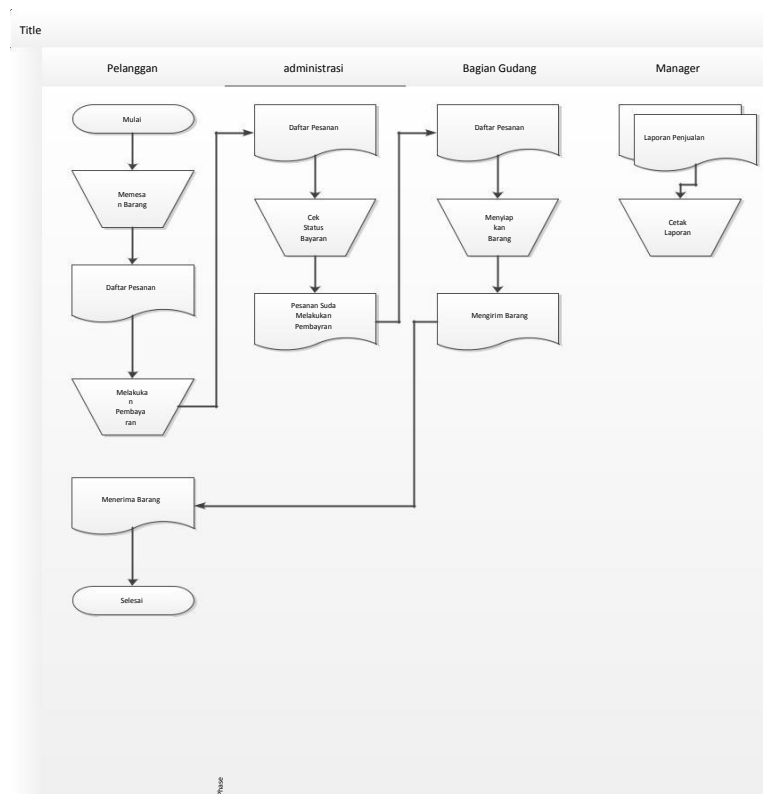 Title
Pelanggan
administrasi
Bagian Gudang
Manager
Mulai
Memesa
n Barang
Daftar Pesanan
Melakuka
n
Pembaya
ran
Menerima Barang
Selesai
Daftar Pesanan
Cek
Status
Bayaran
Pesanan Suda
Melakukan
Pembayran
Daftar Pesanan
Menyiap
kan
Barang
Mengirim Barang
Laporan Penjualan
Cetak
Laporan
Phase